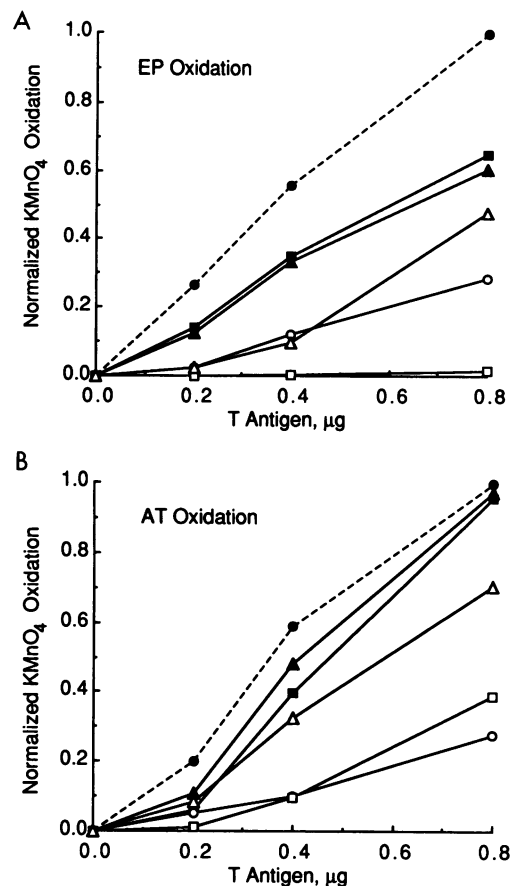 A
EP Oxidation
Normalized KMnO4 Oxidation
1.0
0.8
0.6
0.4
0.2
0.0
0.0 0.2 0.4 0.6 0.8
T Antigen, μg
B
AT Oxidation
Normalized KMnO4 Oxidation
1.0
0.8
0.6
0.4
0.2
0.0
0.0 0.2 0.4 0.6 0.8
T Antigen, μg